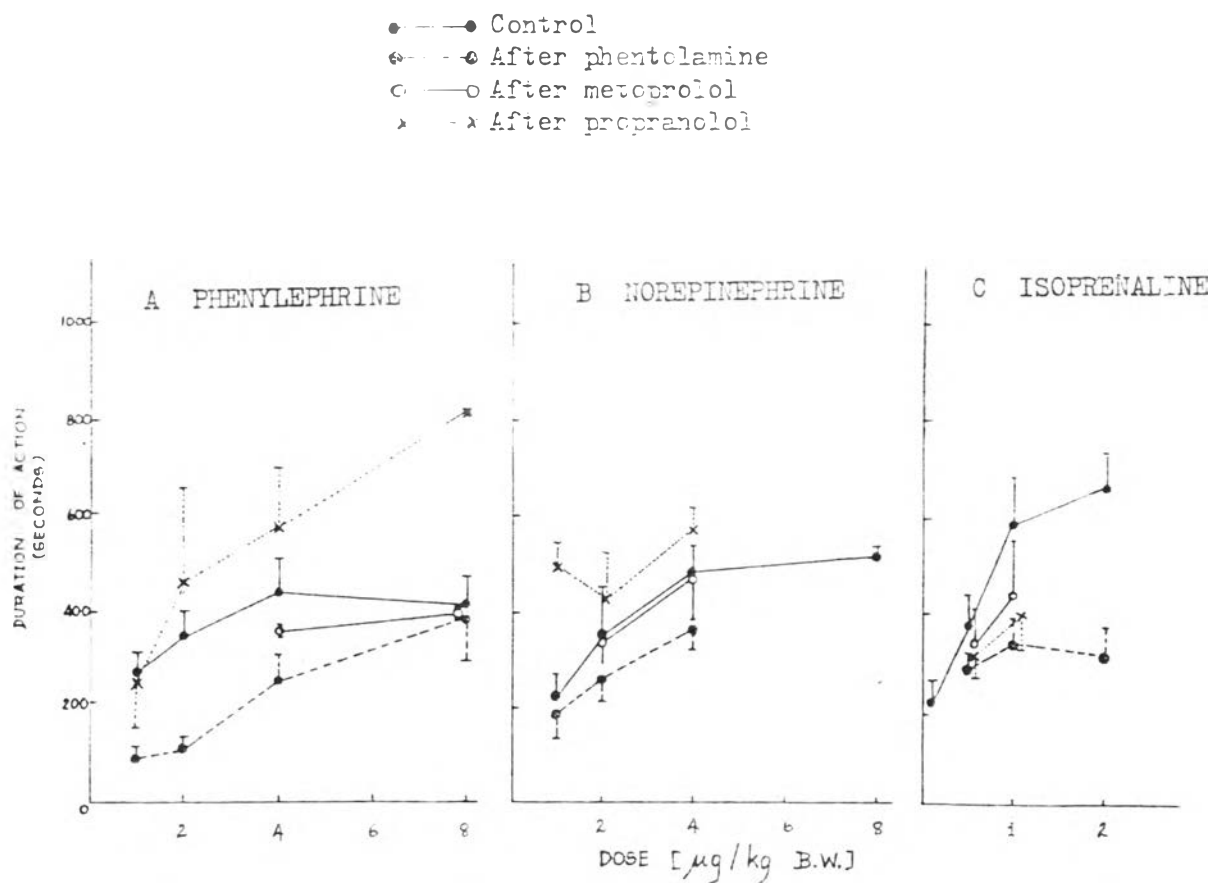 Control
After phentolamine
After metoprolol
After propranolol
A PHENYLEPHRINE
B NOREPINEPHRINE
C ISOPRENALINE
DURATION OF ACTION
(SECONDS)
1000
800
600
400
200
0
2
4
6
8
2
4
6
8
1
2
DOSE [μg/kg B.W.]